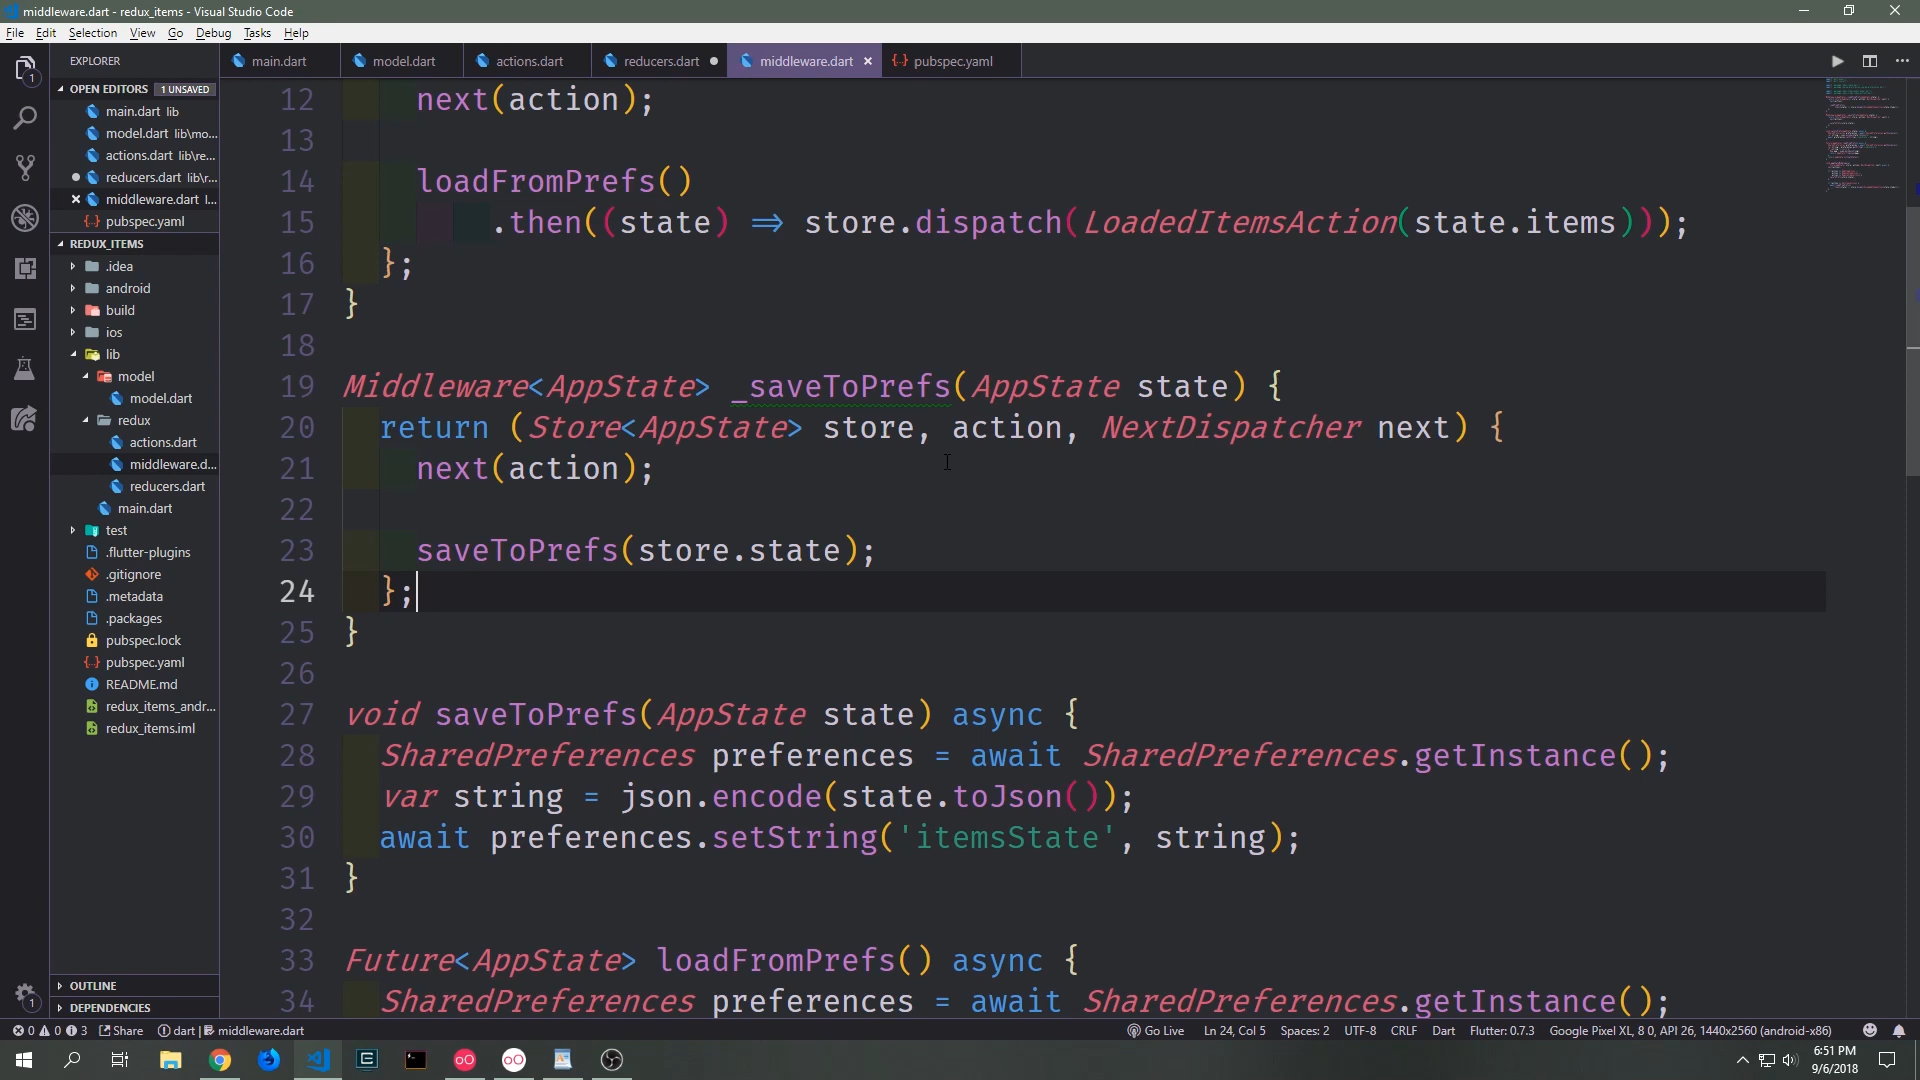 middleware.dart - redux_items - Visual Studio Code
File Edit Selection View Go Debug Tasks Help
EXPLORER
main.dart model.dart actions.dart reducers.dart middleware.dart pubspec.yaml
OPEN EDITORS 1 UNSAVED
main.dart lib
model.dart lib\mo...
actions.dart lib\re...
reducers.dart lib\r...
middleware.dart l...
pubspec.yaml
REDUX_ITEMS
.idea
android
build
ios
lib
model
model.dart
redux
actions.dart
middleware.d...
reducers.dart
main.dart
test
.flutter-plugins
.gitignore
.metadata
.packages
pubspec.lock
pubspec.yaml
README.md
redux_items_andr...
redux_items.iml
OUTLINE
DEPENDENCIES
1
1
12 next(action);
13
14 loadFromPrefs()
15 .then((state) => store.dispatch(LoadedItemsAction(state.items)));
16 };
17 }
18
19 Middleware<AppState> _saveToPrefs(AppState state) {
20 return (Store<AppState> store, action, NextDispatcher next) {
21 next(action);
22
23 saveToPrefs(store.state);
24 };
25 }
26
27 void saveToPrefs(AppState state) async {
28 SharedPreferences preferences = await SharedPreferences.getInstance();
29 var string = json.encode(state.toJson());
30 await preferences.setString('itemsState', string);
31 }
32
33 Future<AppState> loadFromPrefs() async {
34 SharedPreferences preferences = await SharedPreferences.getInstance();
0 0 3 Share dart | middleware.dart Go Live Ln 24, Col 5 Spaces: 2 UTF-8 CRLF Dart Flutter: 0.7.3 Google Pixel XL, 8 0, API 26, 1440x2560 (android-x86)
6:51 PM
9/6/2018